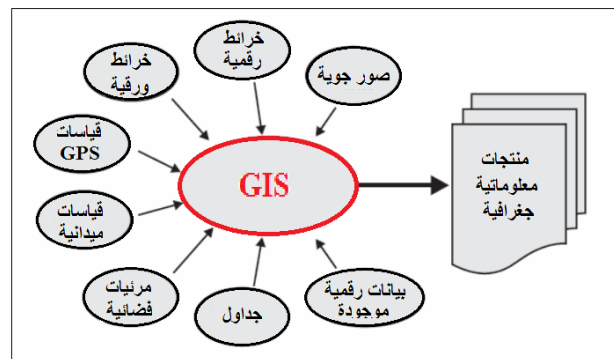 خرائط
رقمية
خرائط
ورقية
صور جوية
قياسات
GPS
GIS
منتجات
معلوماتية
جغرافية
قياسات
ميدانية
مرئيات
فضائية
جداول
بيانات رقمية
موجودة